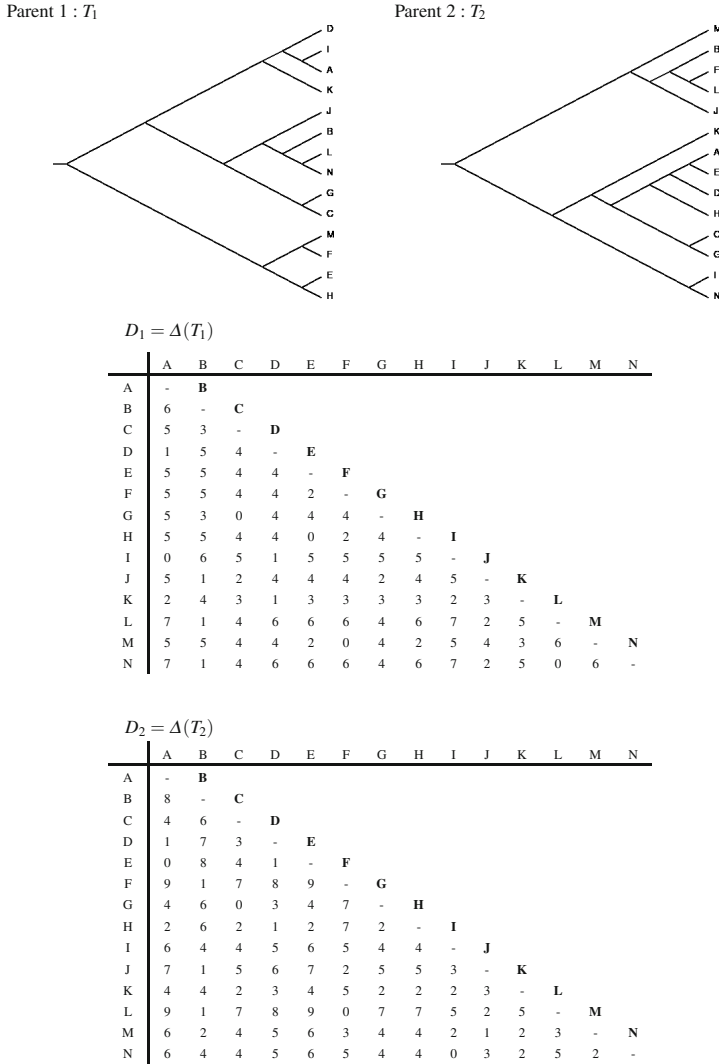 Parent 1 : T1
Parent 2 : T2
D
I
A
K
J
B
L
N
G
C
M
F
E
H
M
B
F
L
J
K
A
E
D
H
C
G
I
N
D1 = Δ(T1)
A B C D E F G H I J K L M N
A - B
B 6 - C
C 5 3 - D
D 1 5 4 - E
E 5 5 4 4 - F
F 5 5 4 4 2 - G
G 5 3 0 4 4 4 - H
H 5 5 4 4 0 2 4 - I
I 0 6 5 1 5 5 5 5 - J
J 5 1 2 4 4 4 2 4 5 - K
K 2 4 3 1 3 3 3 3 2 3 - L
L 7 1 4 6 6 6 4 6 7 2 5 - M
M 5 5 4 4 2 0 4 2 5 4 3 6 - N
N 7 1 4 6 6 6 4 6 7 2 5 0 6 -
D2 = Δ(T2)
A B C D E F G H I J K L M N
A - B
B 8 - C
C 4 6 - D
D 1 7 3 - E
E 0 8 4 1 - F
F 9 1 7 8 9 - G
G 4 6 0 3 4 7 - H
H 2 6 2 1 2 7 2 - I
I 6 4 4 5 6 5 4 4 - J
J 7 1 5 6 7 2 5 5 3 - K
K 4 4 2 3 4 5 2 2 2 3 - L
L 9 1 7 8 9 0 7 7 5 2 5 - M
M 6 2 4 5 6 3 4 4 2 1 2 3 - N
N 6 4 4 5 6 5 4 4 0 3 2 5 2 -